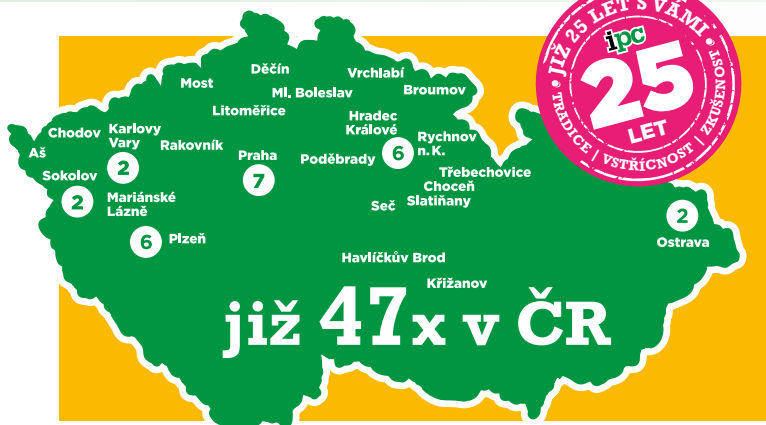 JIŽ 25 LET S VÁMI
ipc
25
LET
TRADICE | VSTŘÍCNOST | ZKUŠENOST
Děčín
Vrchlabí
Most
Ml. Boleslav
Broumov
Litoměřice
Hradec
Králové
6
Rychnov
n. K.
Chodov
Karlovy
Vary
2
Rakovník
Aš
Praha
7
Poděbrady
Třebechovice
Sokolov
2
Choceň
Mariánské
Lázně
Seč
Slatiňany
2
Ostrava
6
Plzeň
Havlíčkův Brod
Křižanov
již 47x v ČR